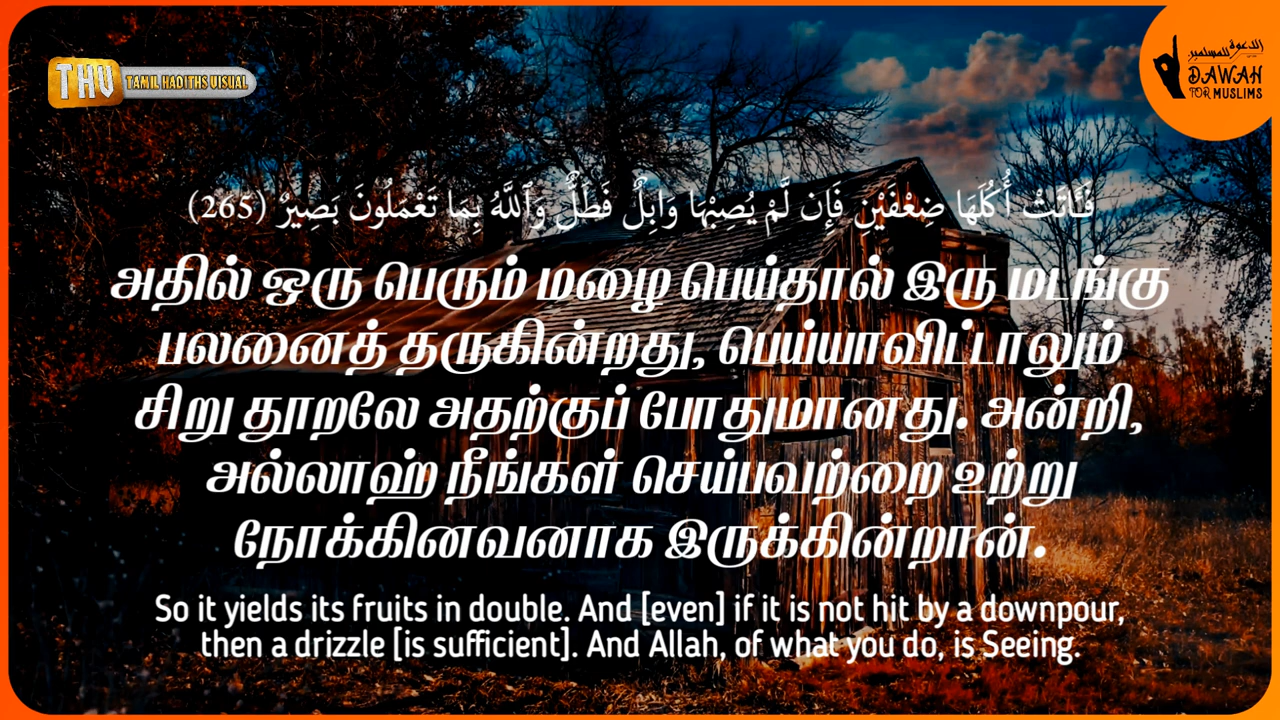 THV TAMIL HADITHS VISUAL
الدعوة للمسلمين
DAWAH
FOR MUSLIMS
فَـَٔاتَتْ أُكُلَهَا ضِعْفَيْنِ فَإِن لَّمْ يُصِبْهَا وَابِلٌ فَطَلٌّ وَٱللَّهُ بِمَا تَعْمَلُونَ بَصِيرٌ (265)
அதில் ஒரு பெரும் மழை பெய்தால் இரு மடங்கு
பலனைத் தருகின்றது, பெய்யாவிட்டாலும்
சிறு தூறலே அதற்குப் போதுமானது. அன்றி,
அல்லாஹ் நீங்கள் செய்பவற்றை உற்று
நோக்கினவனாக இருக்கின்றான்.
So it yields its fruits in double. And [even] if it is not hit by a downpour,
then a drizzle [is sufficient]. And Allah, of what you do, is Seeing.